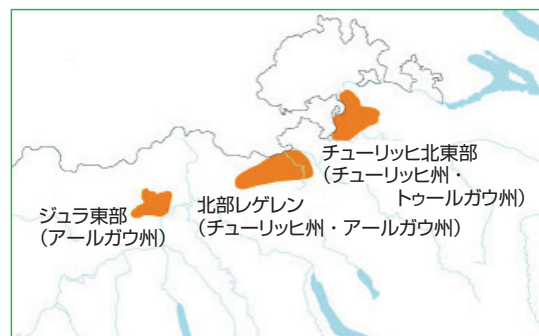 チューリッヒ北東部
（チューリッヒ州・
トゥールガウ州）
北部レゲレン
（チューリッヒ州・アールガウ州）
ジュラ東部
（アールガウ州）